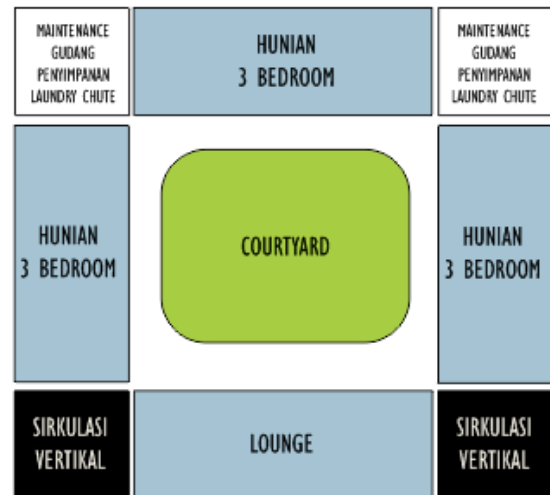 MAINTENANCE
GUDANG
PENYIMPANAN
LAUNDRY CHUTE
HUNIAN
3 BEDROOM
MAINTENANCE
GUDANG
PENYIMPANAN
LAUNDRY CHUTE
HUNIAN
3 BEDROOM
COURTYARD
HUNIAN
3 BEDROOM
SIRKULASI
VERTIKAL
LOUNGE
SIRKULASI
VERTIKAL